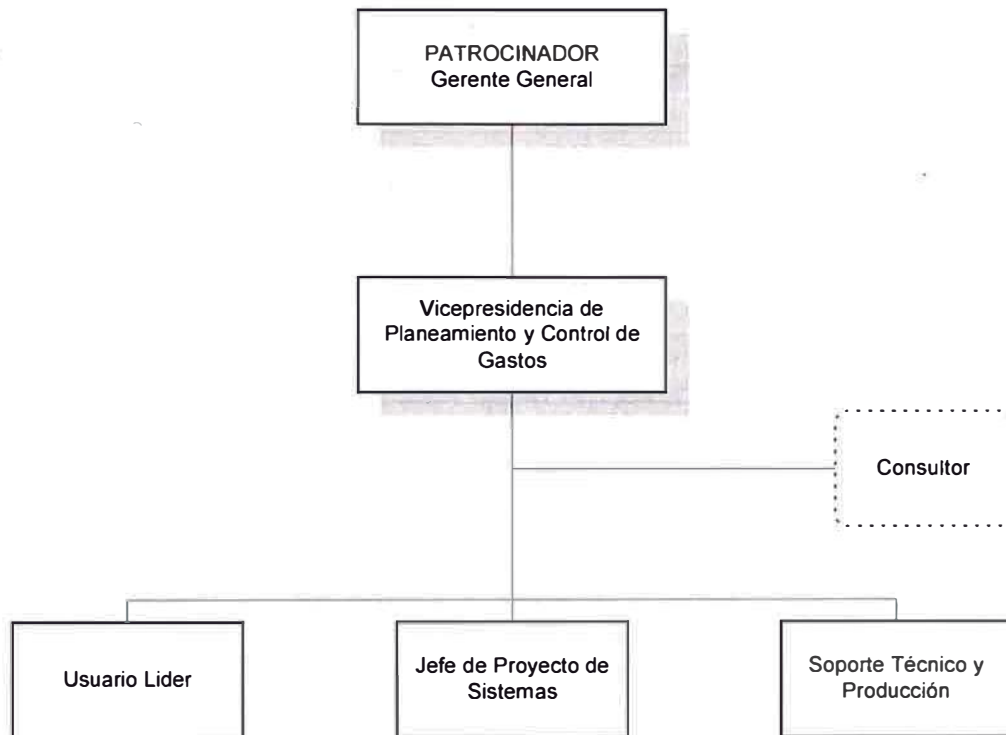 PATROCINADOR
Gerente General
Vicepresidencia de
Planeamiento y Control de
Gastos
Consultor
Usuario Lider
Jefe de Proyecto de
Sistemas
Soporte Técnico y
Producción